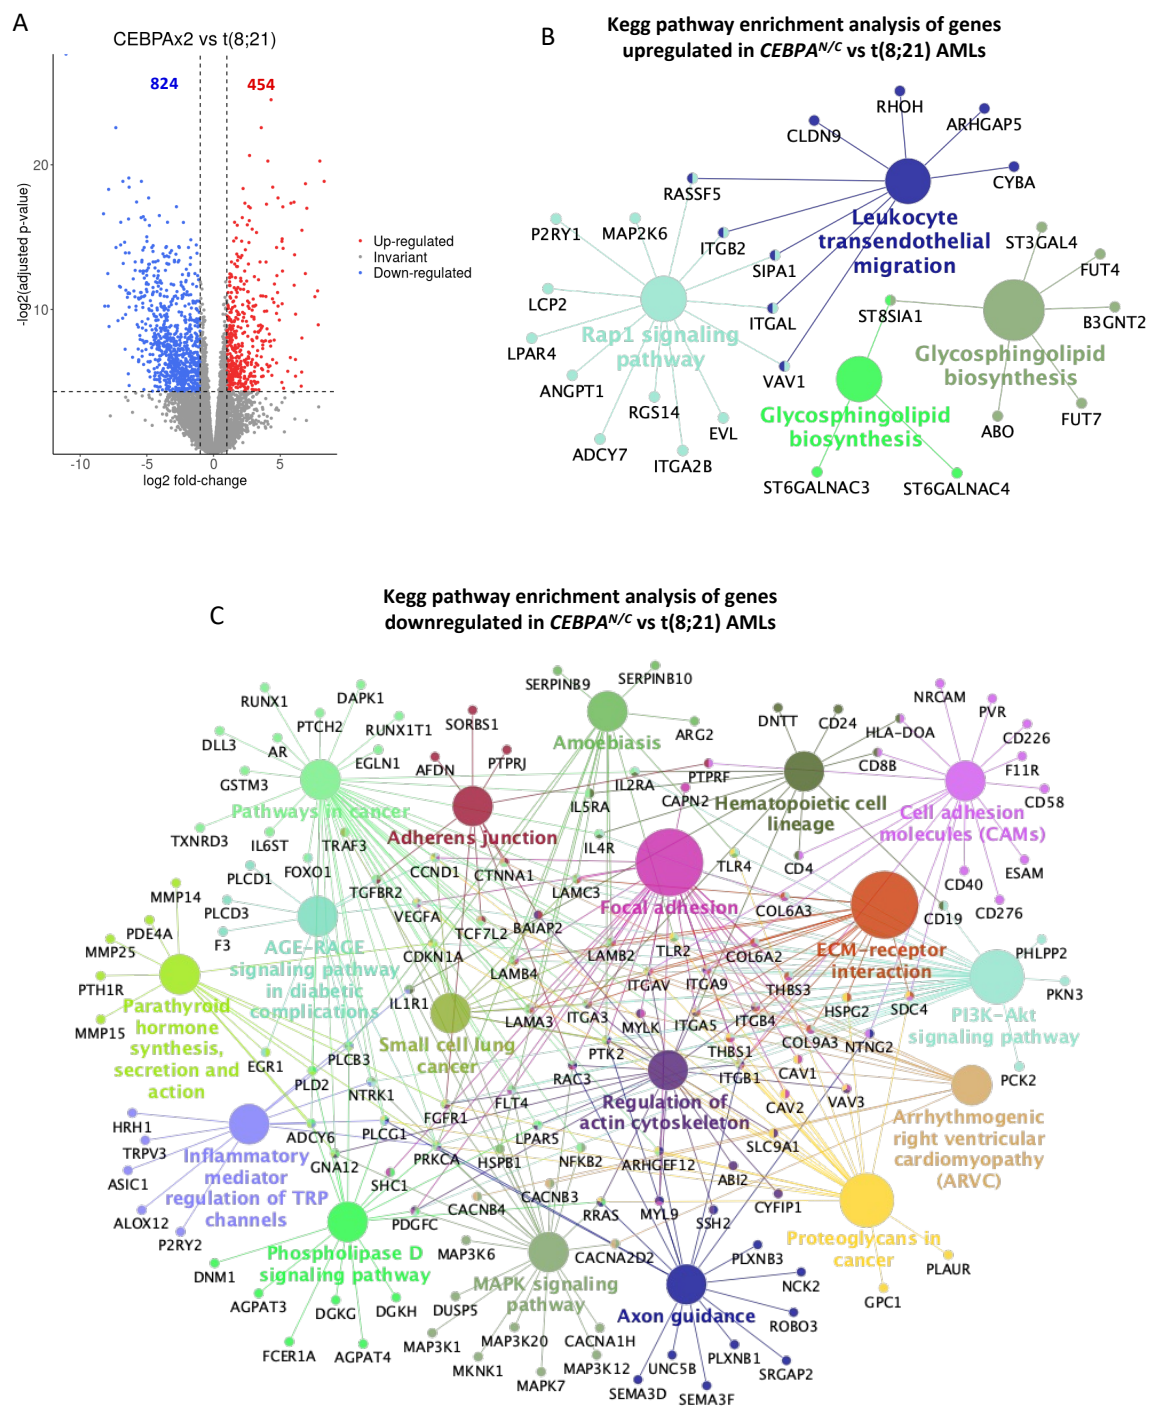 A
CEBPAx2 vs t(8;21)
824
454
-log2(adjusted p-value)
20
10
-10
-5
0
5
log2 fold-change
Up-regulated
Invariant
Down-regulated
B
Kegg pathway enrichment analysis of genes
upregulated in CEBPA^N/C vs t(8;21) AMLs
RHOH
ARHGAP5
CLDN9
CYBA
RASSF5
Leukocyte
transendothelial
migration
P2RY1
MAP2K6
ITGB2
SIPA1
ST3GAL4
FUT4
LCP2
ITGAL
ST8SIA1
B3GNT2
Rap1 signaling
pathway
LPAR4
Glycosphingolipid
biosynthesis
VAV1
ANGPT1
RGS14
EVL
Glycosphingolipid
biosynthesis
ABO
FUT7
ADCY7
ITGA2B
ST6GALNAC3
ST6GALNAC4
C
Kegg pathway enrichment analysis of genes
downregulated in CEBPA^N/C vs t(8;21) AMLs
SERPINB9
SERPINB10
RUNX1
DAPK1
NRCAM
PVR
PTCH2
RUNX1T1
SORBS1
DNTT
CD24
HLA-DOA
CD226
DLL3
AR
EGLN1
Amoebiasis
ARG2
AFDN
PTPRJ
CD8B
F11R
GSTM3
PTPRF
IL2RA
CAPN2
CD58
Pathways in cancer
IL5RA
Hematopoietic cell
lineage
Cell adhesion
molecules (CAMs)
Adherens junction
TXNRD3
IL6ST
TRAF3
IL4R
FOXO1
PLCD1
CCND1
CTNNA1
TLR4
CD4
ESAM
CD40
MMP14
TGFBR2
LAMC3
PLCD3
VEGFA
Focal adhesion
COL6A3
CD19
CD276
PDE4A
F3
TCF7L2
BAIAP2
MMP25
AGE-RAGE
signaling pathway
in diabetic
complications
CDKN1A
LAMB2
TLR2
COL6A2
ECM-receptor
interaction
PHLPP2
PTH1R
LAMB4
ITGAV
ITGA9
THBS3
PKN3
Parathyroid
hormone
synthesis,
secretion and
action
IL1R1
LAMA3
ITGA3
MYLK
ITGA5
ITGB4
HSPG2
SDC4
PI3K-Akt
signaling pathway
MMP15
Small cell lung
cancer
PTK2
THBS1
COL9A3
NTNG2
EGR1
PLCB3
RAC3
ITGB1
CAV1
PCK2
PLD2
NTRK1
FLT4
Regulation of
actin cytoskeleton
CAV2
VAV3
Arrhythmogenic
right ventricular
cardiomyopathy
(ARVC)
HRH1
FGFR1
ADCY6
PLCG1
LPAR5
SLC9A1
TRPV3
Inflammatory
mediator
regulation of TRP
channels
GNA12
PRKCA
HSPB1
NFKB2
ARHGEF12
ABI2
ASIC1
SHC1
CACNB3
CYFIP1
ALOX12
CACNB4
PDGFC
RRAS
MYL9
SSH2
P2RY2
Proteoglycans in
cancer
Phospholipase D
signaling pathway
MAP3K6
CACNA2D2
PLXNB3
PLAUR
DNM1
MAPK signaling
pathway
NCK2
GPC1
AGPAT3
DGKG
DGKH
DUSP5
Axon guidance
ROBO3
MAP3K1
MAP3K20
CACNA1H
FCER1A
AGPAT4
MKNK1
MAP3K12
UNC5B
PLXNB1
SRGAP2
MAPK7
SEMA3D
SEMA3F